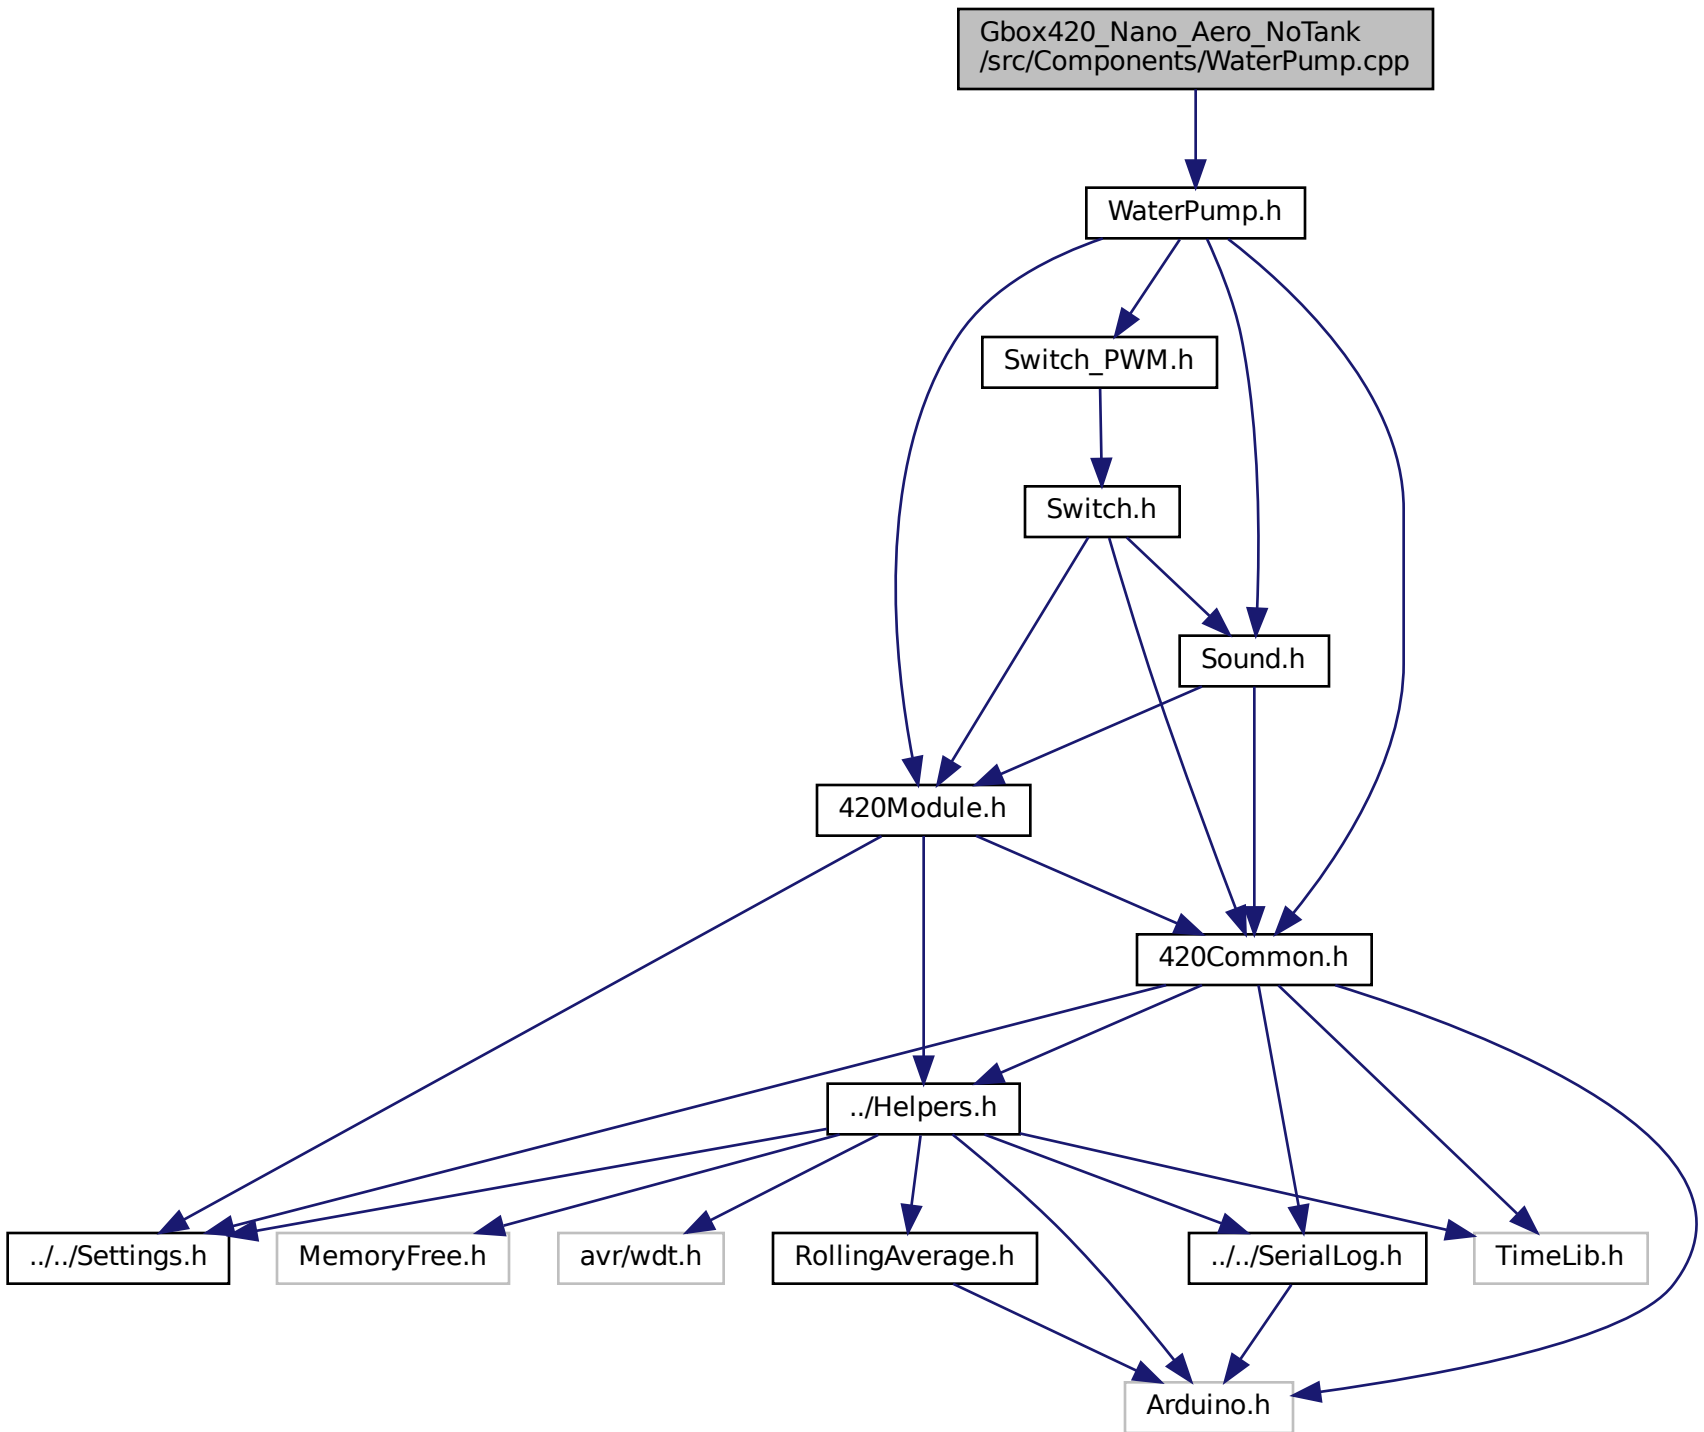 Gbox420_Nano_Aero_NoTank
/src/Components/WaterPump.cpp
WaterPump.h
Switch_PWM.h
Switch.h
Sound.h
420Module.h
420Common.h
../Helpers.h
../../Settings.h
MemoryFree.h
avr/wdt.h
RollingAverage.h
../../SerialLog.h
TimeLib.h
Arduino.h